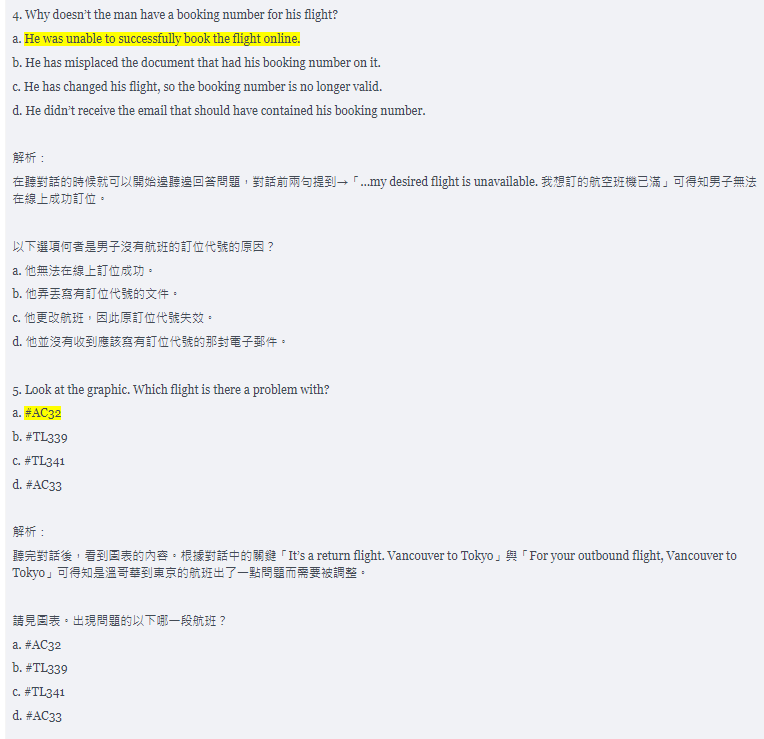 4. Why doesn’t the man have a booking number for his flight?
a. He was unable to successfully book the flight online.
b. He has misplaced the document that had his booking number on it.
c. He has changed his flight, so the booking number is no longer valid.
d. He didn’t receive the email that should have contained his booking number.
解析：
在聽對話的時候就可以開始邊聽邊回答問題，對話前兩句提到→「…my desired flight is unavailable. 我想訂的航空班機已滿」可得知男子無法
在線上成功訂位。
以下選項何者是男子沒有航班的訂位代號的原因？
a. 他無法在線上訂位成功。
b. 他弄丟寫有訂位代號的文件。
c. 他更改航班，因此原訂位代號失效。
d. 他並沒有收到應該寫有訂位代號的那封電子郵件。
5. Look at the graphic. Which flight is there a problem with?
a. #AC32
b. #TL339
c. #TL341
d. #AC33
解析：
聽完對話後，看到圖表的內容。根據對話中的關鍵「It’s a return flight. Vancouver to Tokyo」與「For your outbound flight, Vancouver to
Tokyo」可得知是溫哥華到東京的航班出了一點問題而需要被調整。
請見圖表。出現問題的以下哪一段航班？
a. #AC32
b. #TL339
c. #TL341
d. #AC33